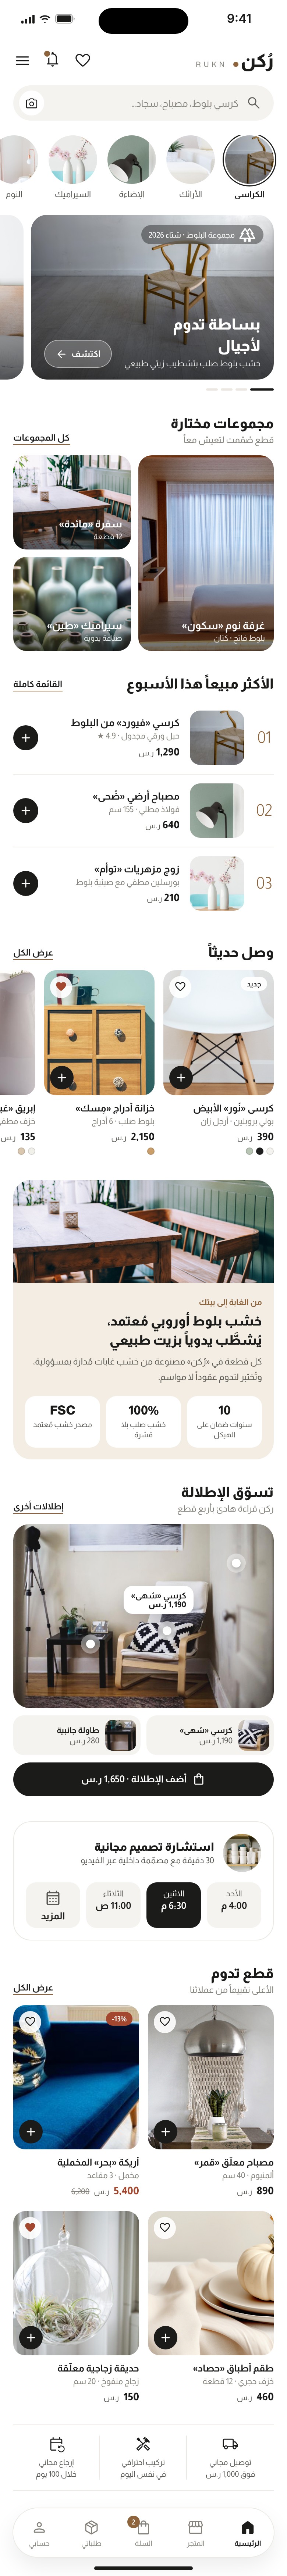 9:41
رُكن
RUKN
كرسي بلوط، مصباح، سجاد...
الكراسي
الأرائك
الإضاءة
السيراميك
النوم
مجموعة البلوط · شتاء 2026
بساطة تدوم
لأجيال
خشب بلوط صلب بتشطيب زيتي طبيعي
اكتشف
مجموعات مختارة
قطع صُمّمت لتعيش معاً
كل المجموعات
غرفة نوم «سكون»
بلوط فاتح · كتان
سفرة «مائدة»
12 قطعة
سيراميك «طين»
صناعة يدوية
الأكثر مبيعاً هذا الأسبوع
القائمة كاملة
01
كرسي «فيورد» من البلوط
حبل ورقي مجدول · 4.9 ★
1,290 ر.س
02
مصباح أرضي «ضُحى»
فولاذ مطلي · 155 سم
640 ر.س
03
زوج مزهريات «توأم»
بورسلين مطفي مع صينية بلوط
210 ر.س
وصل حديثاً
عرض الكل
جديد
كرسي «نَور» الأبيض
بولي بروبلين · أرجل زان
390 ر.س
خزانة أدراج «مِسك»
بلوط صلب · 6 أدراج
2,150 ر.س
135 ر.س
من الغابة إلى بيتك
خشب بلوط أوروبي مُعتمد،
يُشطَّب يدوياً بزيت طبيعي
كل قطعة في «ركن» مصنوعة من خشب غابات مُدارة بمسؤولية،
وتُختبر لتدوم عقوداً لا مواسم.
10
سنوات ضمان على
الهيكل
100%
خشب صلب بلا
قشرة
FSC
مصدر خشب مُعتمد
تسوّق الإطلالة
ركن قراءة هادئ بأربع قطع
إطلالات أخرى
كرسي «سُهى»
1,190 ر.س
كرسي «سُهى»
1,190 ر.س
طاولة جانبية
280 ر.س
أضف الإطلالة · 1,650 ر.س
استشارة تصميم مجانية
30 دقيقة مع مصمّمة داخلية عبر الفيديو
الأحد
4:00 م
الاثنين
6:30 م
الثلاثاء
11:00 ص
المزيد
قطع تدوم
الأعلى تقييماً من عملائنا
عرض الكل
مصباح معلّق «قمر»
ألمنيوم · 40 سم
890 ر.س
-13%
أريكة «بحر» المخملية
مخمل · 3 مقاعد
5,400 ر.س 6,200
طقم أطباق «حصاد»
خزف حجري · 12 قطعة
460 ر.س
حديقة زجاجية معلّقة
زجاج منفوخ · 20 سم
150 ر.س
توصيل مجاني
فوق 1,000 ر.س
تركيب احترافي
في نفس اليوم
إرجاع مجاني
خلال 100 يوم
الرئيسية
المتجر
2
السلة
طلباتي
حسابي